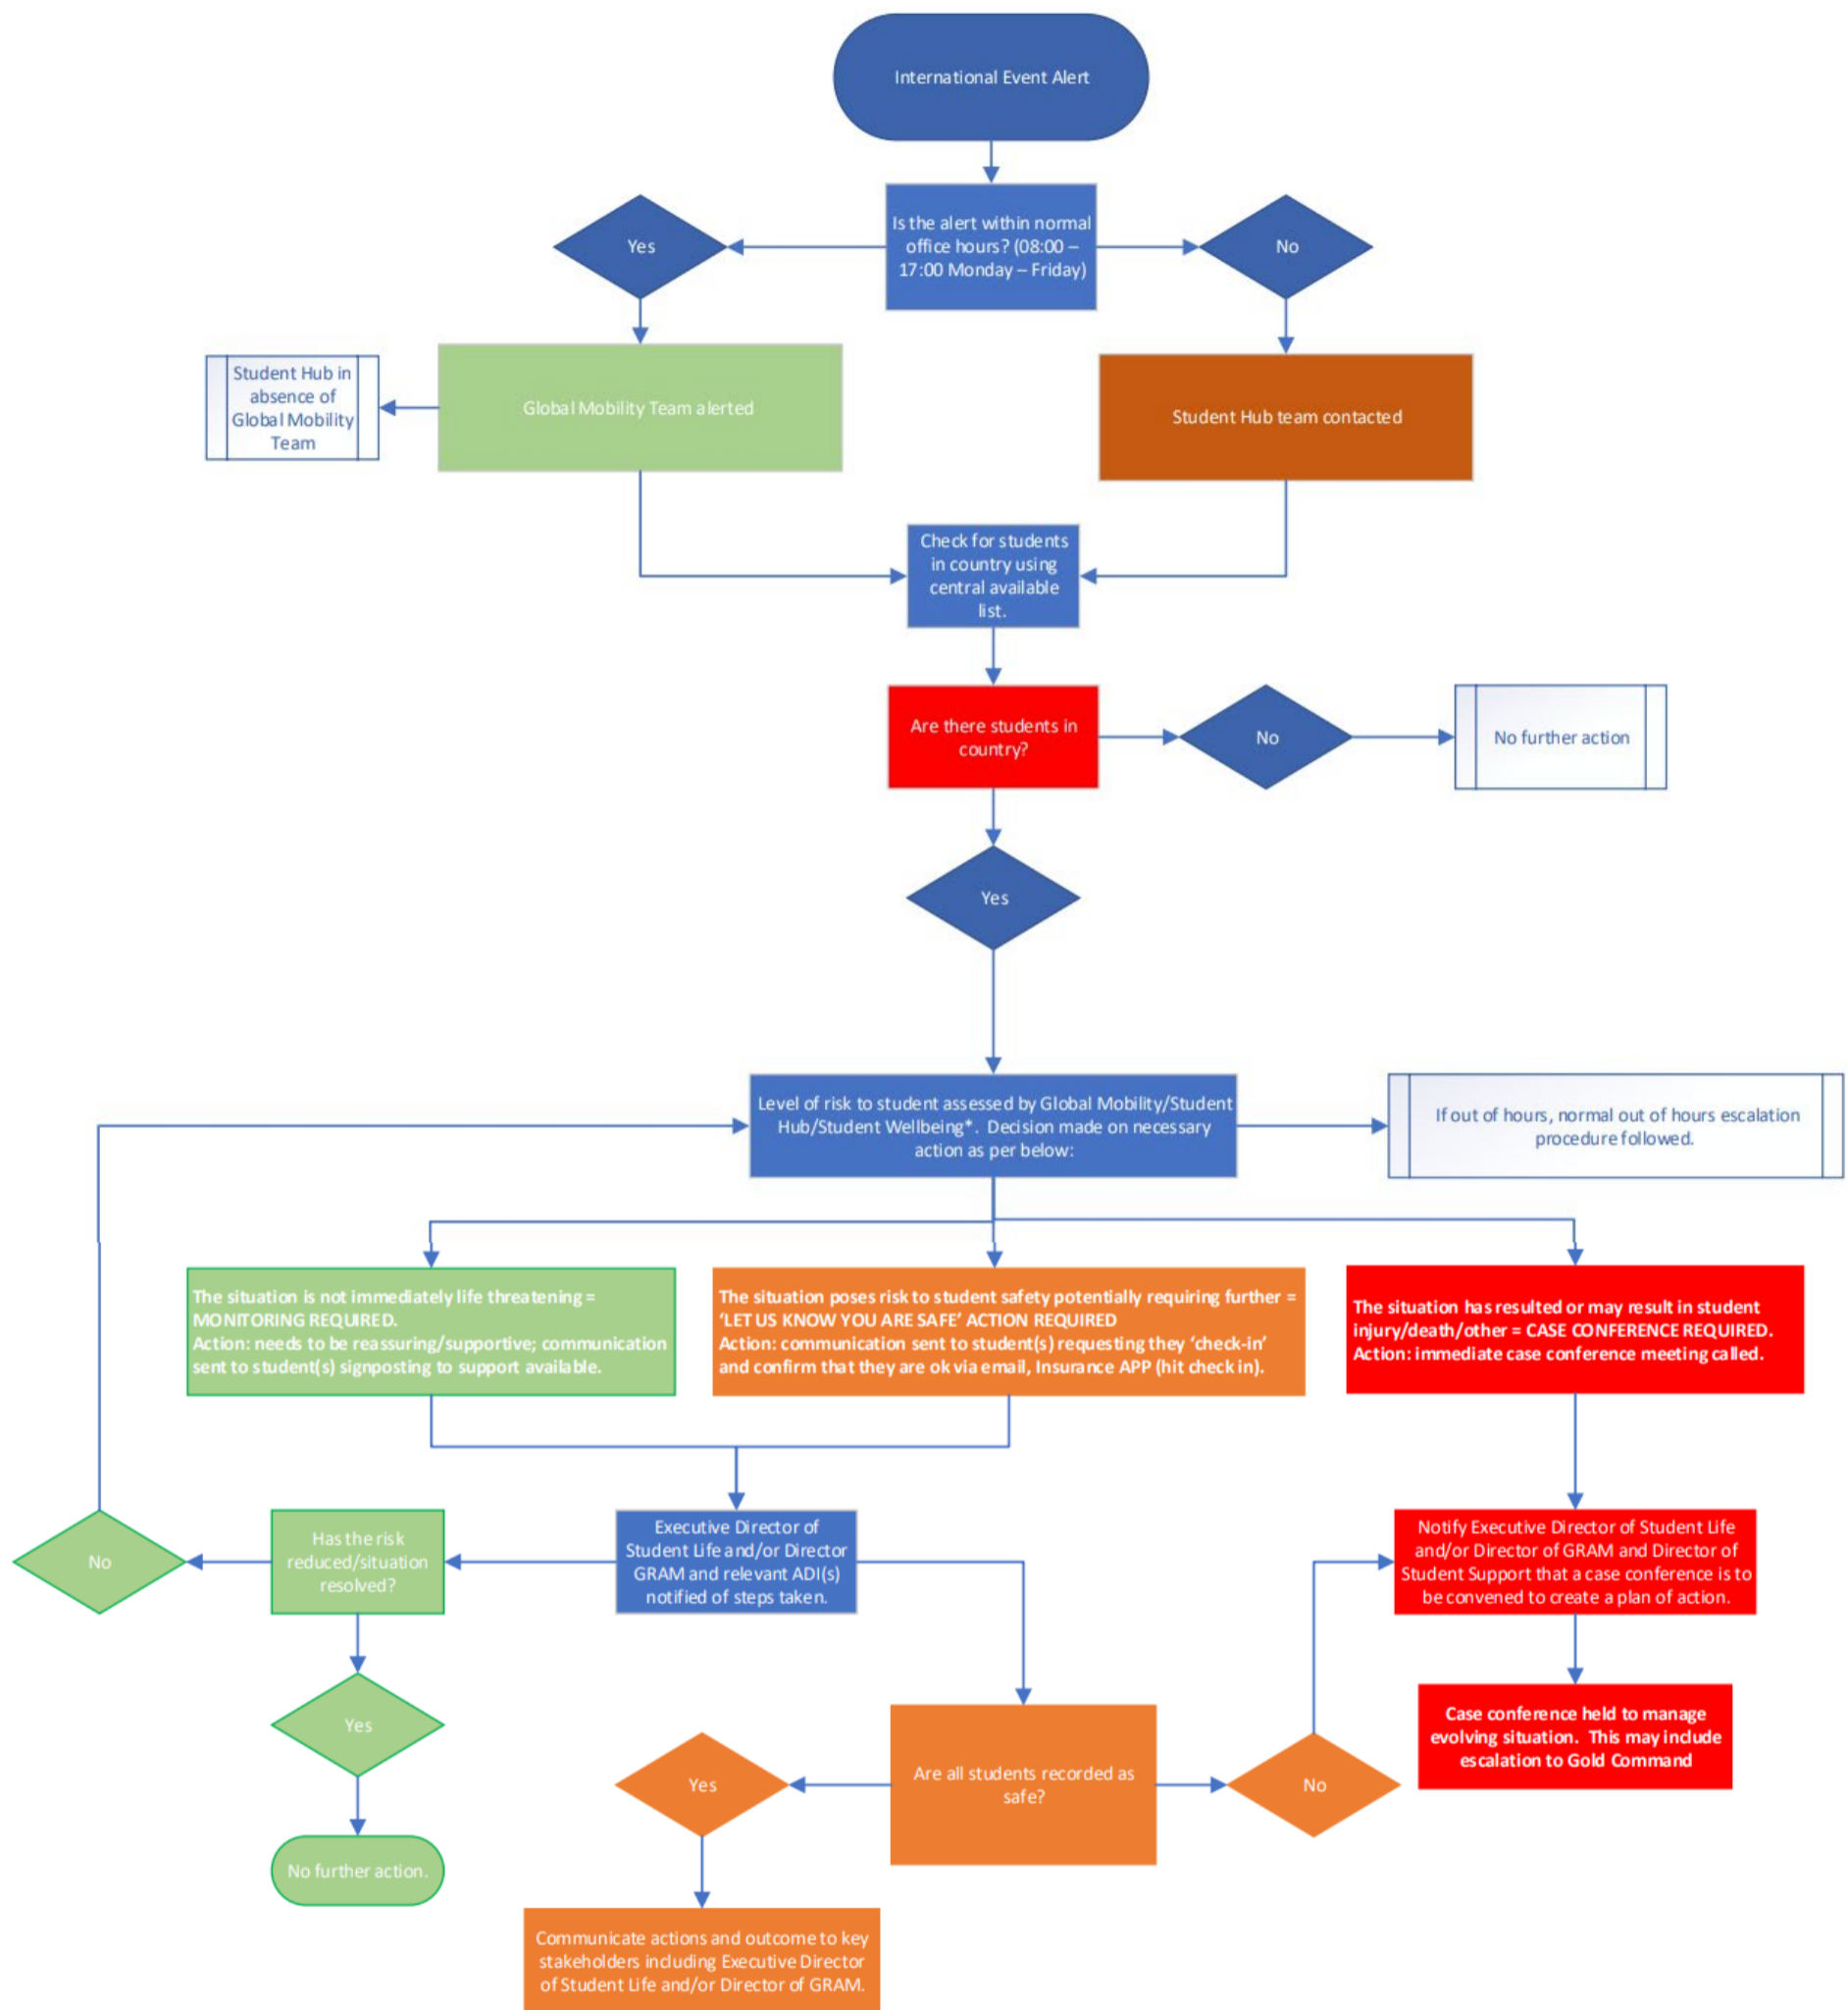 International Event Alert
Is the alert within normal
office hours? (08:00 –
17:00 Monday – Friday)
Yes
No
Student Hub in
absence of
Global Mobility
Team
Global Mobility Team alerted
Student Hub team contacted
Check for students
in country using
central available
list.
Are there students in
country?
No
No further action
Yes
Level of risk to student assessed by Global Mobility/Student
Hub/Student Wellbeing*.  Decision made on necessary
action as per below:
If out of hours, normal out of hours escalation
procedure followed.
The situation is not immediately life threatening =
MONITORING REQUIRED.
Action: needs to be reassuring/supportive; communication
sent to student(s) signposting to support available.
The situation poses risk to student safety potentially requiring further =
‘LET US KNOW YOU ARE SAFE’ ACTION REQUIRED
Action: communication sent to student(s) requesting they ‘check-in’
and confirm that they are ok via email, Insurance APP (hit check in).
The situation has resulted or may result in student
injury/death/other = CASE CONFERENCE REQUIRED.
Action: immediate case conference meeting called.
No
Has the risk
reduced/situation
resolved?
Executive Director of
Student Life and/or Director
GRAM and relevant ADI(s)
notified of steps taken.
Notify Executive Director of Student Life
and/or Director of GRAM and Director of
Student Support that a case conference is to
be convened to create a plan of action.
Yes
Yes
Are all students recorded as
safe?
No
Case conference held to manage
evolving situation.  This may include
escalation to Gold Command
No further action.
Communicate actions and outcome to key
stakeholders including Executive Director
of Student Life and/or Director of GRAM.